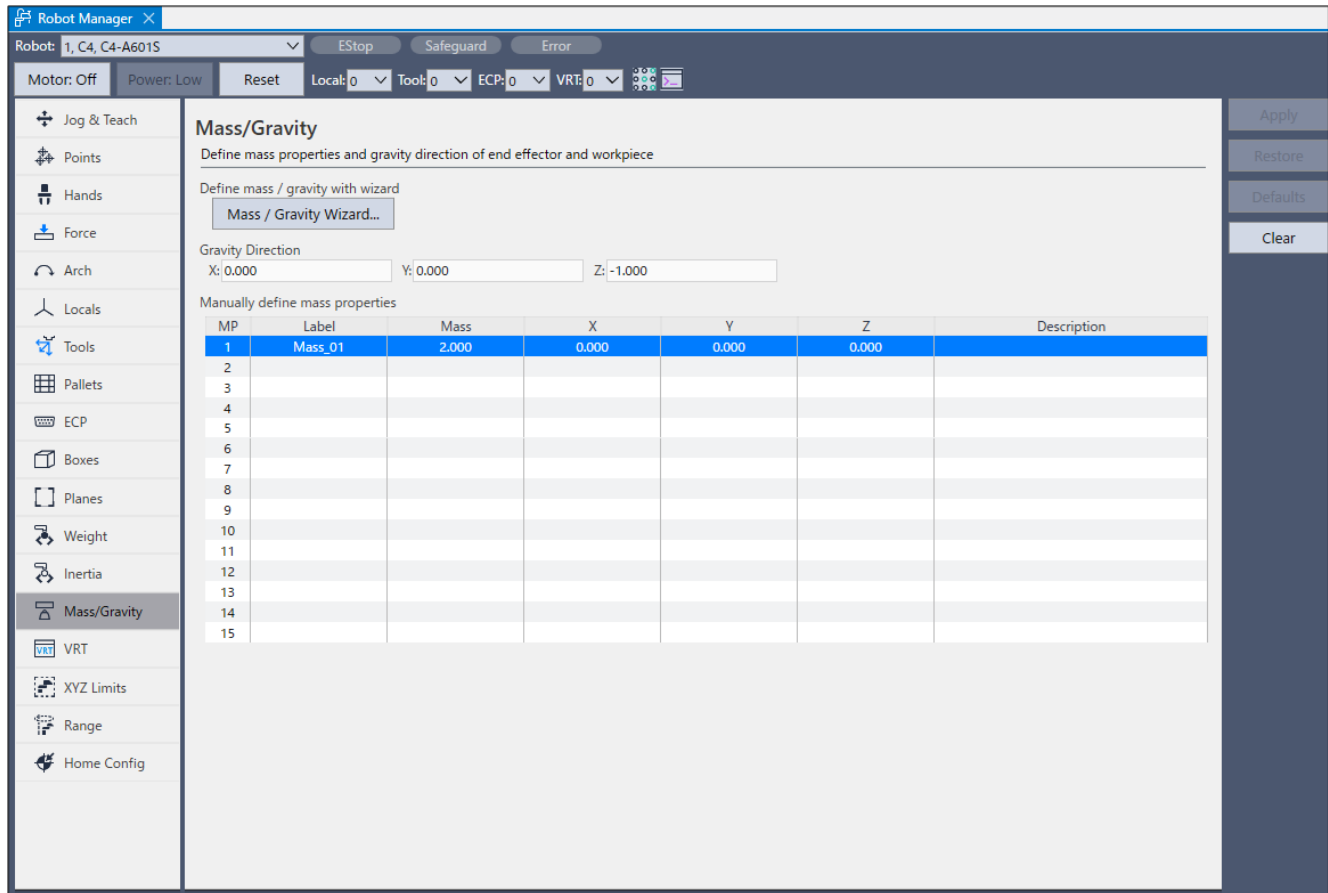 Robot Manager
Robot: 1, C4, C4-A601S EStop Safeguard Error
Motor: Off Power: Low Reset Local: 0 Tool: 0 ECP: 0 VRT: 0
Jog & Teach
Points
Hands
Force
Arch
Locals
Tools
Pallets
ECP
Boxes
Planes
Weight
Inertia
Mass/Gravity
VRT VRT
XYZ Limits
Range
Home Config
Mass/Gravity
Define mass properties and gravity direction of end effector and workpiece
Define mass / gravity with wizard
Mass / Gravity Wizard...
Gravity Direction
X: 0.000 Y: 0.000 Z: -1.000
Manually define mass properties
MP Label Mass X Y Z Description
1 Mass_01 2.000 0.000 0.000 0.000
2
3
4
5
6
7
8
9
10
11
12
13
14
15
Apply
Restore
Defaults
Clear